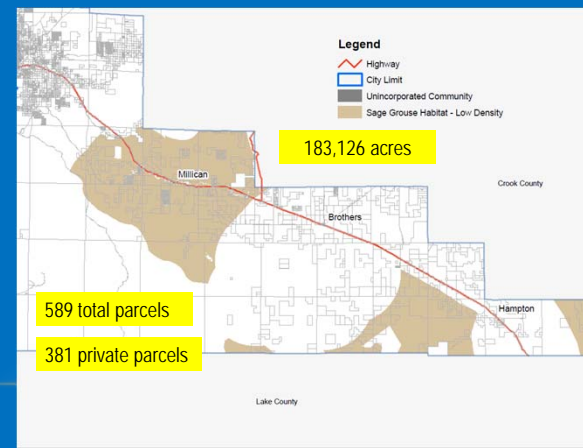 Legend
Highway
City Limit
Unincorporated Community
Sage Grouse Habitat - Low Density
183,126 acres
Millican
Crook County
Brothers
589 total parcels
Hampton
381 private parcels
Lake County